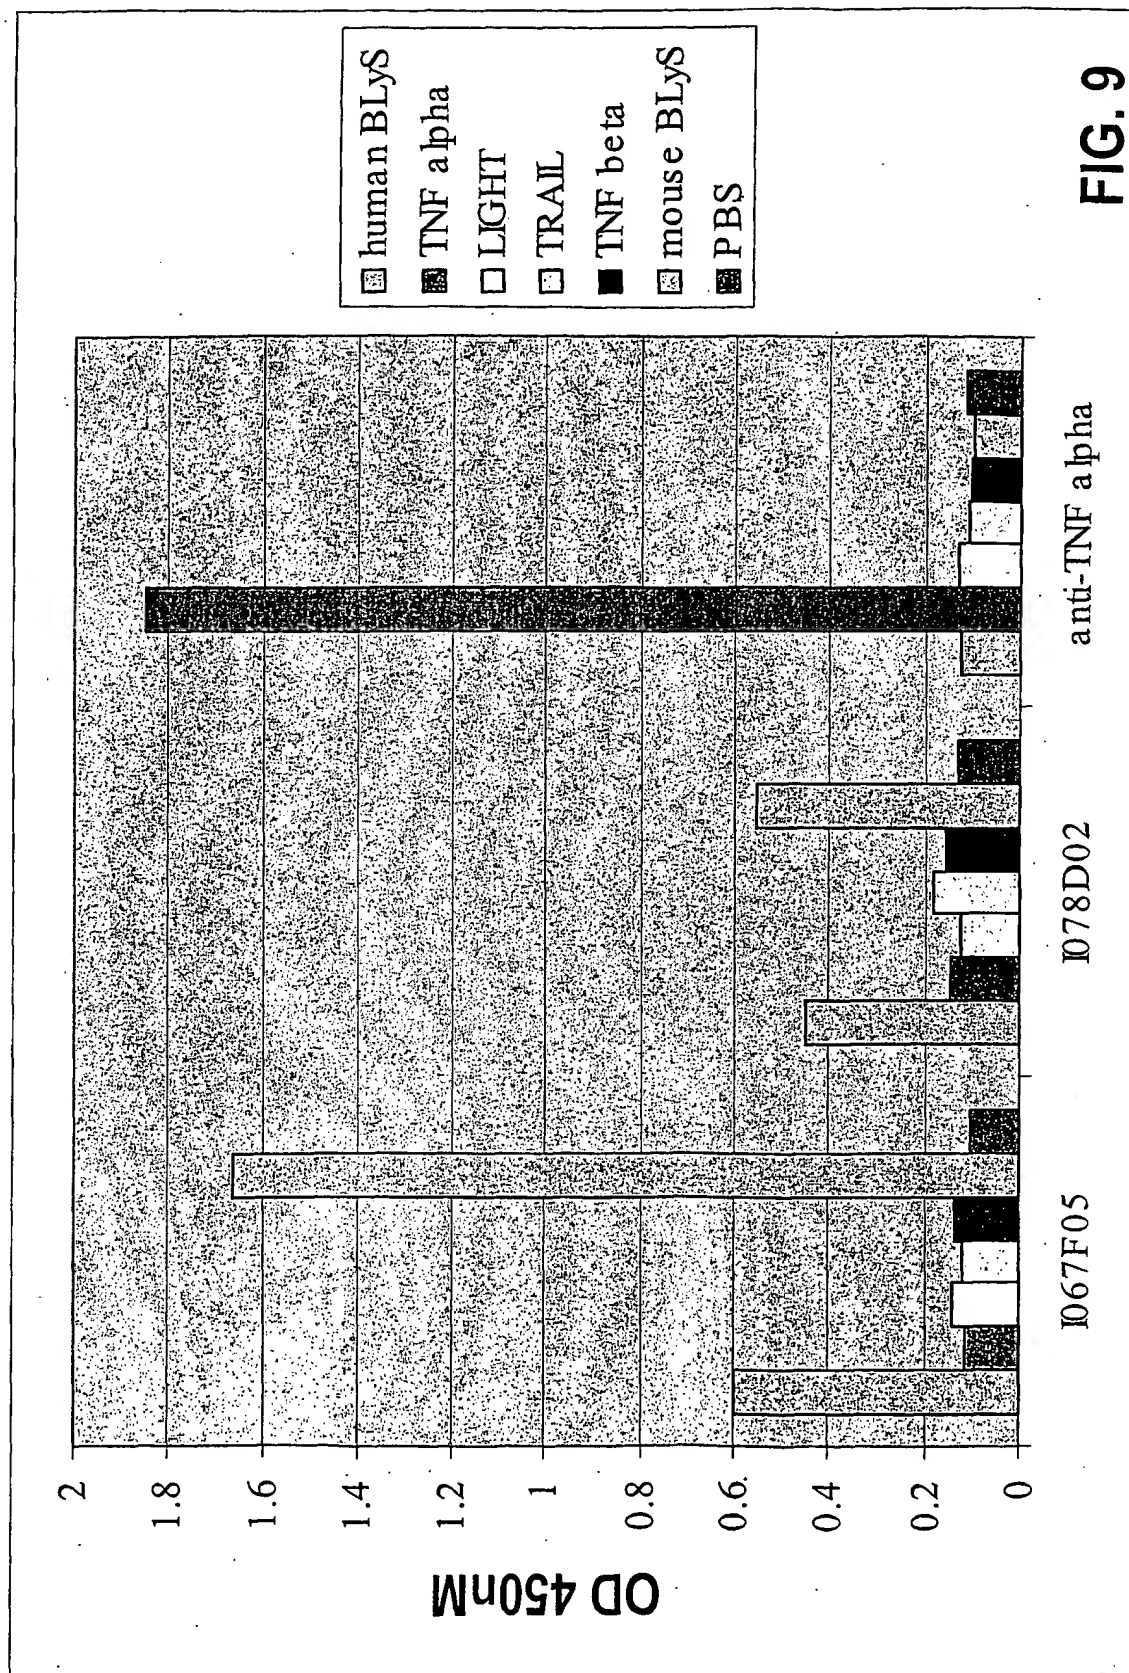 OD 450nM
2
1.8
1.6
1.4
1.2
1
0.8
0.6
0.4
0.2
0
I067F05
I078D02
anti-TNF alpha
human BLyS
TNF alpha
LIGHT
TRAIL
TNF beta
mouse BLyS
PBS
FIG. 9